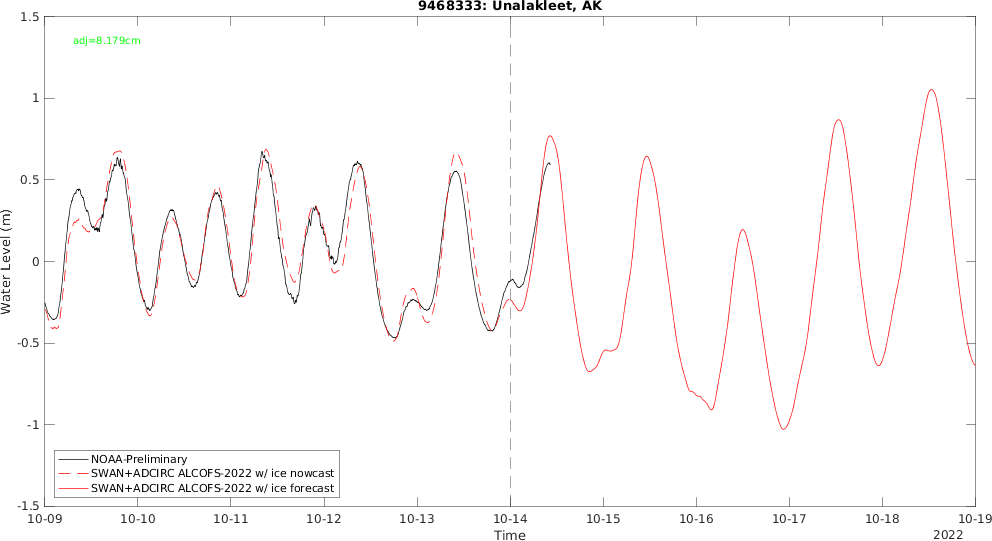 9468333: Unalakleet, AK
adj=8.179cm
1.5
1
0.5
0
-0.5
-1
-1.5
Water Level (m)
NOAA-Preliminary
SWAN+ADCIRC ALCOFS-2022 w/ ice nowcast
SWAN+ADCIRC ALCOFS-2022 w/ ice forecast
10-09 10-10 10-11 10-12 10-13 10-14 10-15 10-16 10-17 10-18 10-19
Time
2022